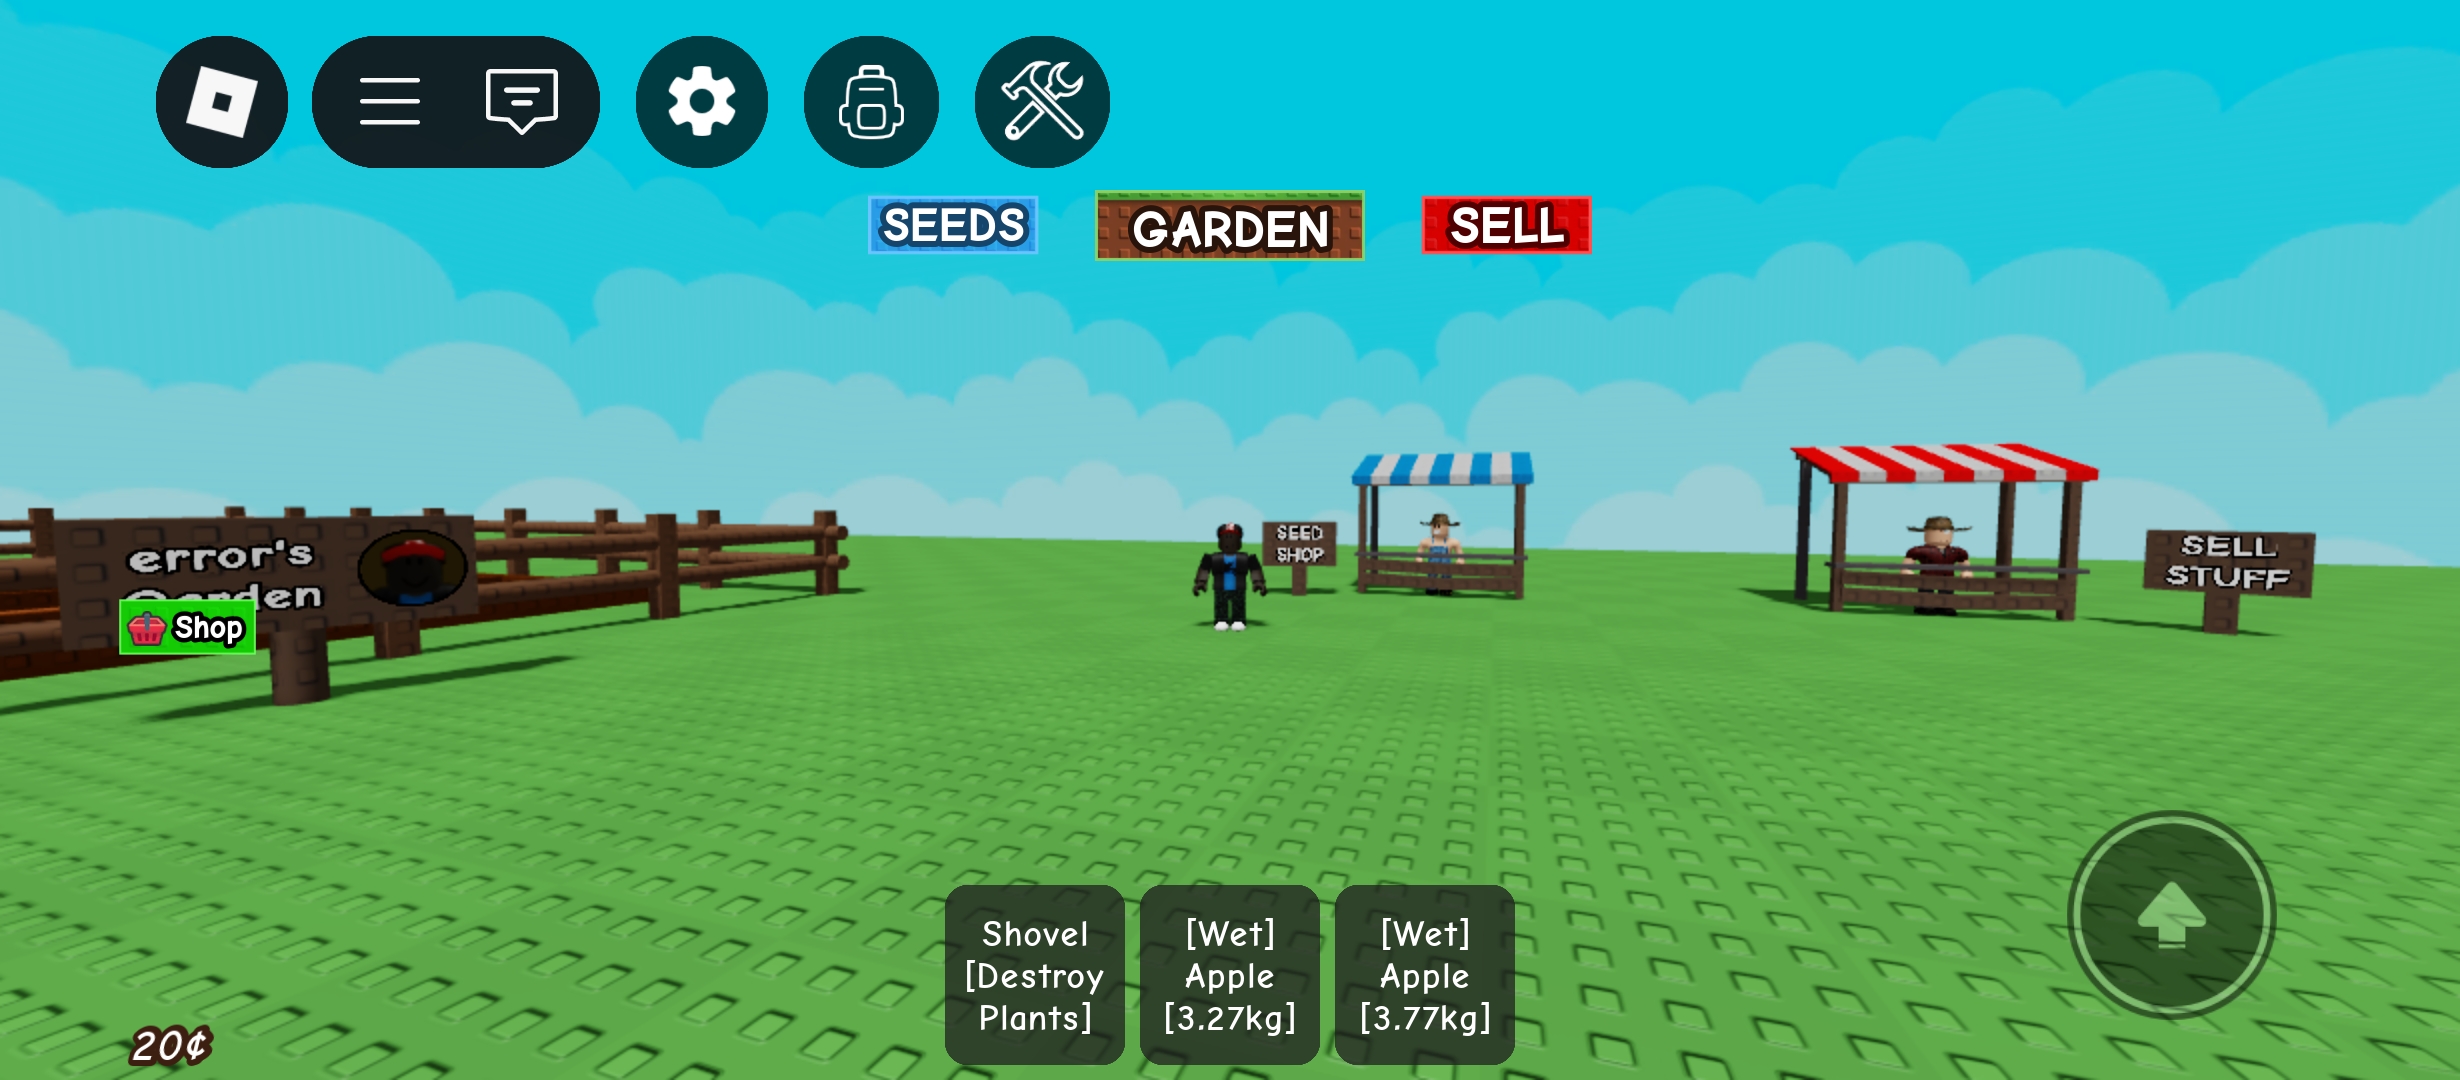 SEEDS
GARDEN
SELL
error's
Garden
Shop
SEED
SHOP
SELL
STUFF
Shovel
[Destroy
Plants]
[Wet]
Apple
[3.27kg]
[Wet]
Apple
[3.77kg]
20¢